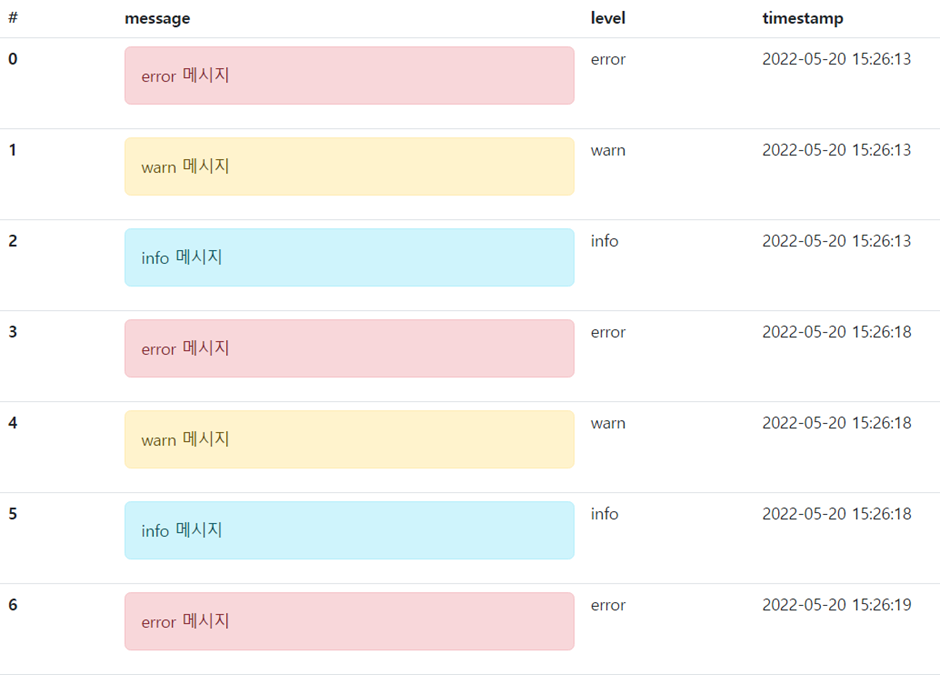 # message level timestamp
0 error 메시지 error 2022-05-20 15:26:13
1 warn 메시지 warn 2022-05-20 15:26:13
2 info 메시지 info 2022-05-20 15:26:13
3 error 메시지 error 2022-05-20 15:26:18
4 warn 메시지 warn 2022-05-20 15:26:18
5 info 메시지 info 2022-05-20 15:26:18
6 error 메시지 error 2022-05-20 15:26:19